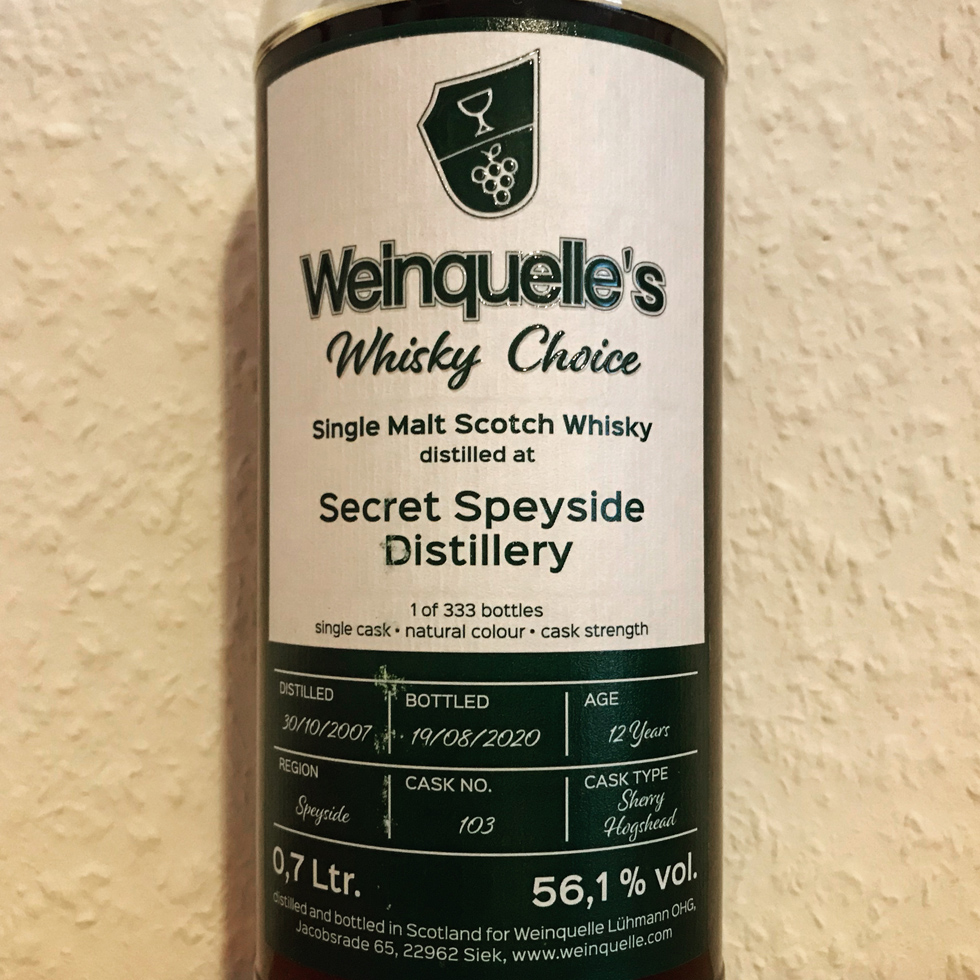 Weinquelle's
Whisky Choice
Single Malt Scotch Whisky
distilled at
Secret Speyside
Distillery
1 of 333 bottles
single cask • natural colour • cask strength
DISTILLED
30/10/2007
BOTTLED
19/08/2020
AGE
12 Years
REGION
Speyside
CASK NO.
103
CASK TYPE
Sherry
Hogshead
0,7 Ltr.
56,1 % vol.
distilled and bottled in Scotland for Weinquelle Lühmann OHG,
Jacobsrade 65, 22962 Siek, www.weinquelle.com